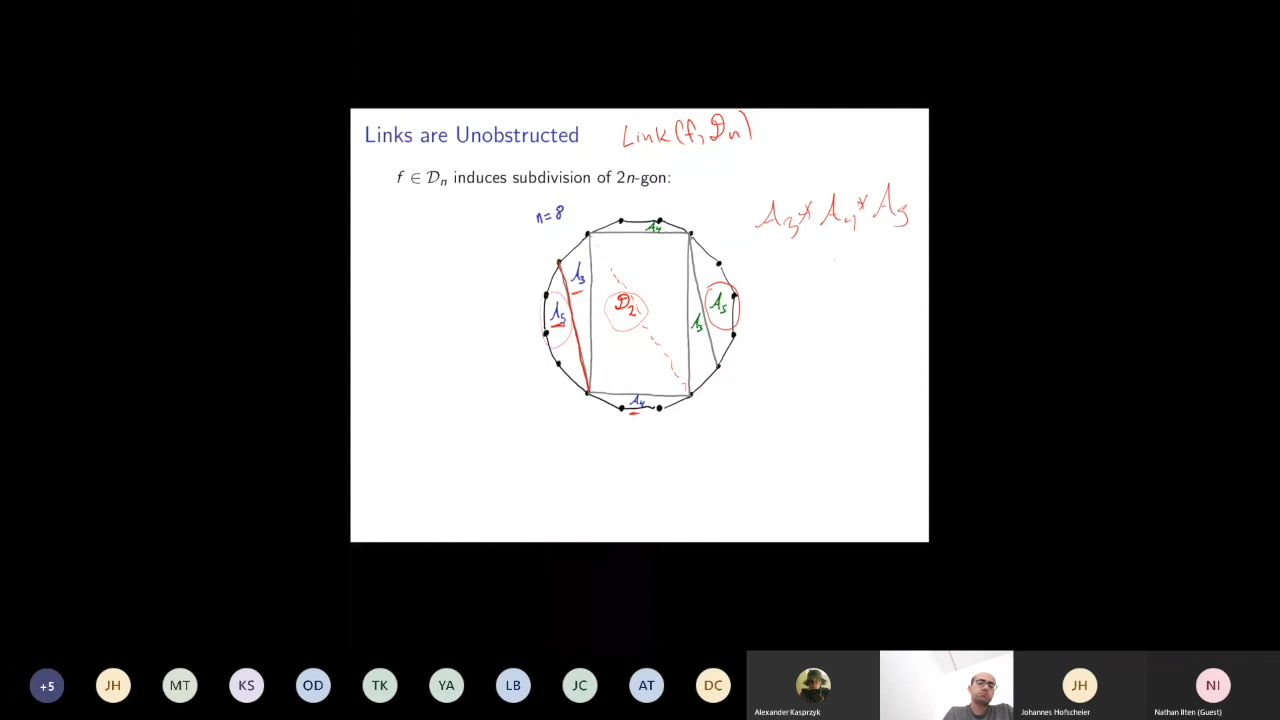 Links are Unobstructed Link(f, 𝒟n)
f ∈ 𝒟n induces subdivision of 2n-gon:
n=8
A3 * A4 * A5
A4
A3
A5
D2
A5
A3
A4
+5 JH MT KS OD TK YA LB JC AT DC JH NI
Alexander Kasprzyk Johannes Hofscheier Nathan Ilten (Guest)